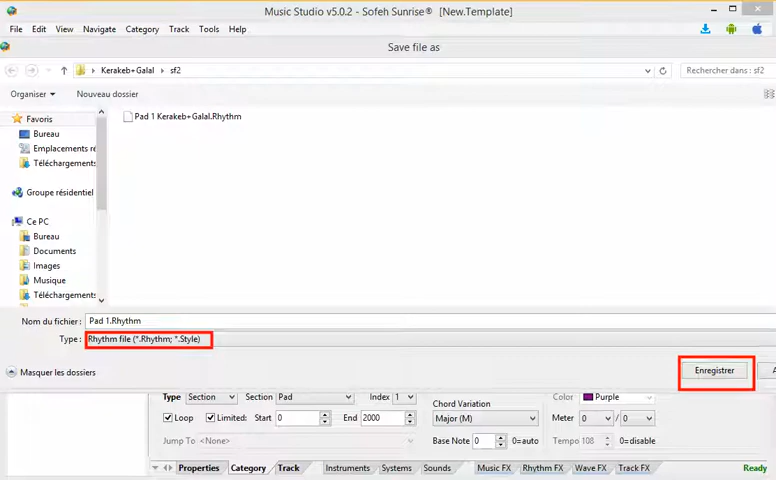 Music Studio v5.0.2 - Sofeh Sunrise® [New.Template]
File Edit View Navigate Category Track Tools Help
Save file as
Kerakeb+Galal sf2 Rechercher dans : sf2
Organiser Nouveau dossier
Favoris
Pad 1 Kerakeb+Galal.Rhythm
Bureau
Emplacements ré
Téléchargements
Groupe résidentiel
Ce PC
Bureau
Documents
Images
Musique
Téléchargements
Nom du fichier : Pad 1.Rhythm
Type : Rhythm file (*.Rhythm; *.Style)
Masquer les dossiers Enregistrer A
Type Section Section Pad Index 1 Chord Variation Color Purple
Loop Limited: Start 0 End 2000 Major (M) Meter 0 / 0
Jump To <None> Base Note 0 0=auto Tempo 108 0=disable
Properties Category Track Instruments Systems Sounds Music FX Rhythm FX Wave FX Track FX Ready